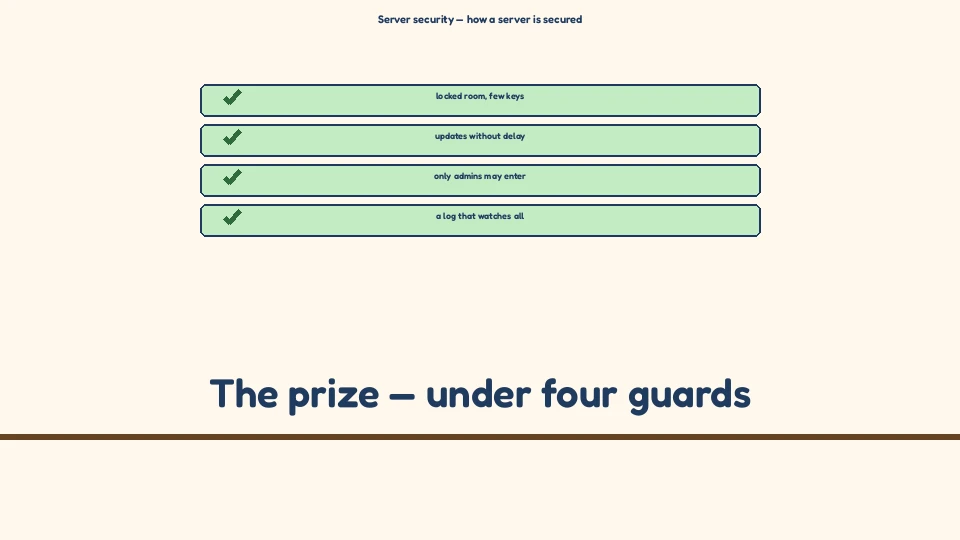 Server security — how a server is secured
locked room, few keys
updates without delay
only admins may enter
a log that watches all
The prize — under four guards